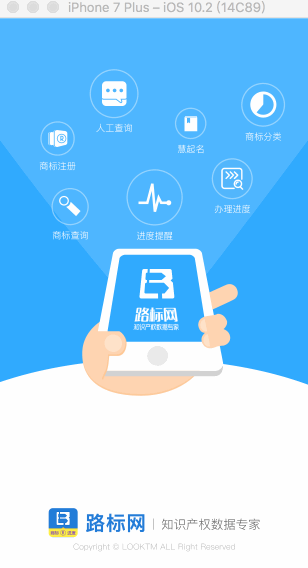 iPhone 7 Plus – iOS 10.2 (14C89)
人工查询
商标分类
慧起名
商标注册
办理进度
商标查询
进度提醒
路标网
知识产权数据专家
路标网 | 知识产权数据专家
Copyright © LOOKTM ALL Right Reserved